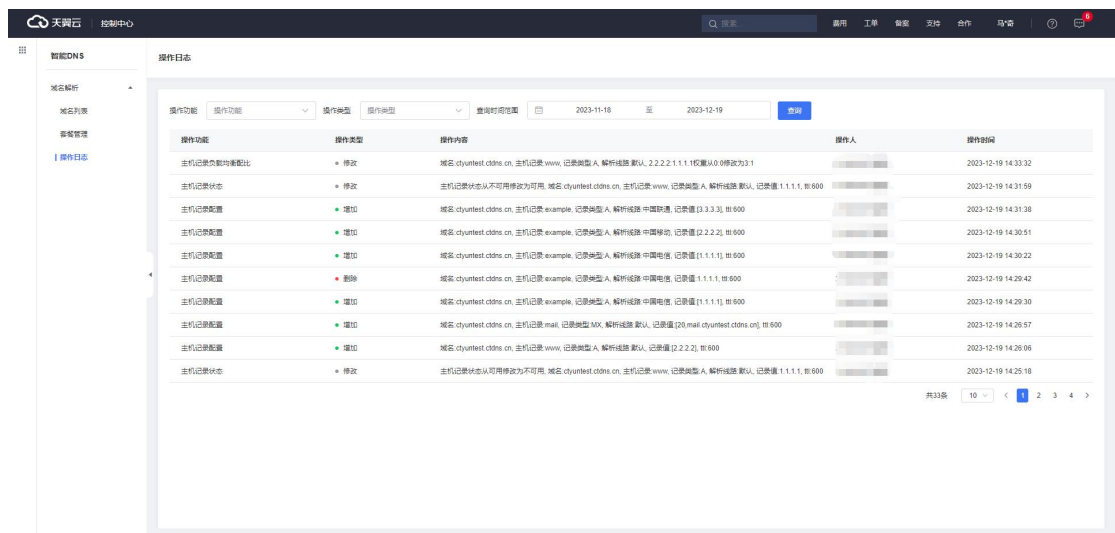 天翼云 控制中心 搜索 费用 工单 备案 支持 合作 马*奇 6
智能DNS
操作日志
域名解析
域名列表
套餐管理
操作日志
操作功能 操作功能 操作类型 操作类型 查询时间范围 2023-11-18 至 2023-12-19 查询
操作功能 操作类型 操作内容 操作人 操作时间
主机记录负载均衡配比 修改 域名:ctyuntest.ctdns.cn, 主机记录:www, 记录类型:A, 解析线路:默认, 2.2.2.2:1.1.1.1权重从0:0修改为3:1 2023-12-19 14:33:32
主机记录状态 修改 主机记录状态从不可用修改为可用, 域名:ctyuntest.ctdns.cn, 主机记录:www, 记录类型:A, 解析线路:默认, 记录值:1.1.1.1, ttl:600 2023-12-19 14:31:59
主机记录配置 增加 域名:ctyuntest.ctdns.cn, 主机记录:example, 记录类型:A, 解析线路:中国联通, 记录值:[3.3.3.3], ttl:600 2023-12-19 14:31:38
主机记录配置 增加 域名:ctyuntest.ctdns.cn, 主机记录:example, 记录类型:A, 解析线路:中国移动, 记录值:[2.2.2.2], ttl:600 2023-12-19 14:30:51
主机记录配置 增加 域名:ctyuntest.ctdns.cn, 主机记录:example, 记录类型:A, 解析线路:中国电信, 记录值:[1.1.1.1], ttl:600 2023-12-19 14:30:22
主机记录配置 删除 域名:ctyuntest.ctdns.cn, 主机记录:example, 记录类型:A, 解析线路:中国电信, 记录值:1.1.1.1, ttl:600 2023-12-19 14:29:42
主机记录配置 增加 域名:ctyuntest.ctdns.cn, 主机记录:example, 记录类型:A, 解析线路:中国电信, 记录值:[1.1.1.1], ttl:600 2023-12-19 14:29:30
主机记录配置 增加 域名:ctyuntest.ctdns.cn, 主机记录:mail, 记录类型:MX, 解析线路:默认, 记录值:[20,mail.ctyuntest.ctdns.cn], ttl:600 2023-12-19 14:26:57
主机记录配置 增加 域名:ctyuntest.ctdns.cn, 主机记录:www, 记录类型:A, 解析线路:默认, 记录值:[2.2.2.2], ttl:600 2023-12-19 14:26:06
主机记录状态 修改 主机记录状态从可用修改为不可用, 域名:ctyuntest.ctdns.cn, 主机记录:www, 记录类型:A, 解析线路:默认, 记录值:1.1.1.1, ttl:600 2023-12-19 14:25:18
共33条 10 1 2 3 4